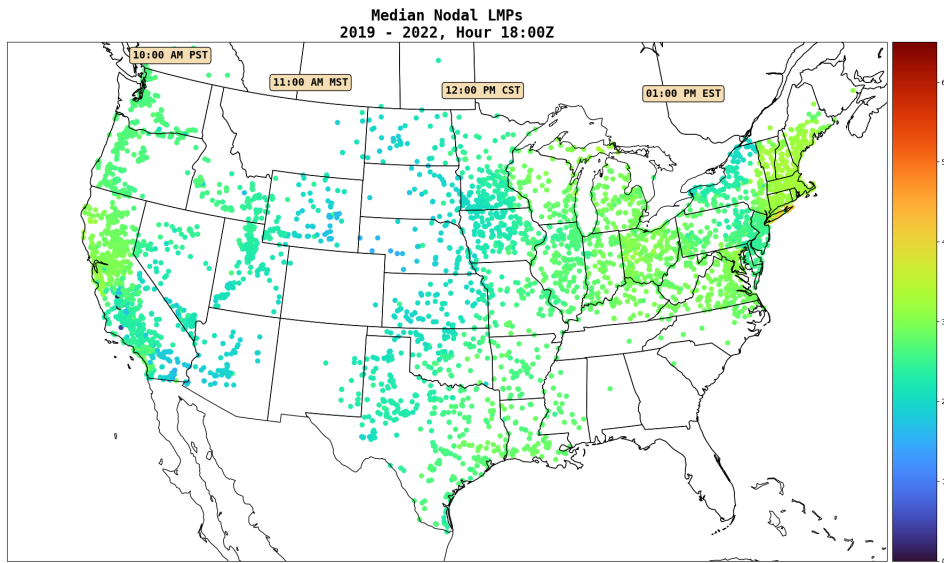 Median Nodal LMPs
2019 - 2022, Hour 18:00Z
10:00 AM PST
11:00 AM MST
12:00 PM CST
01:00 PM EST